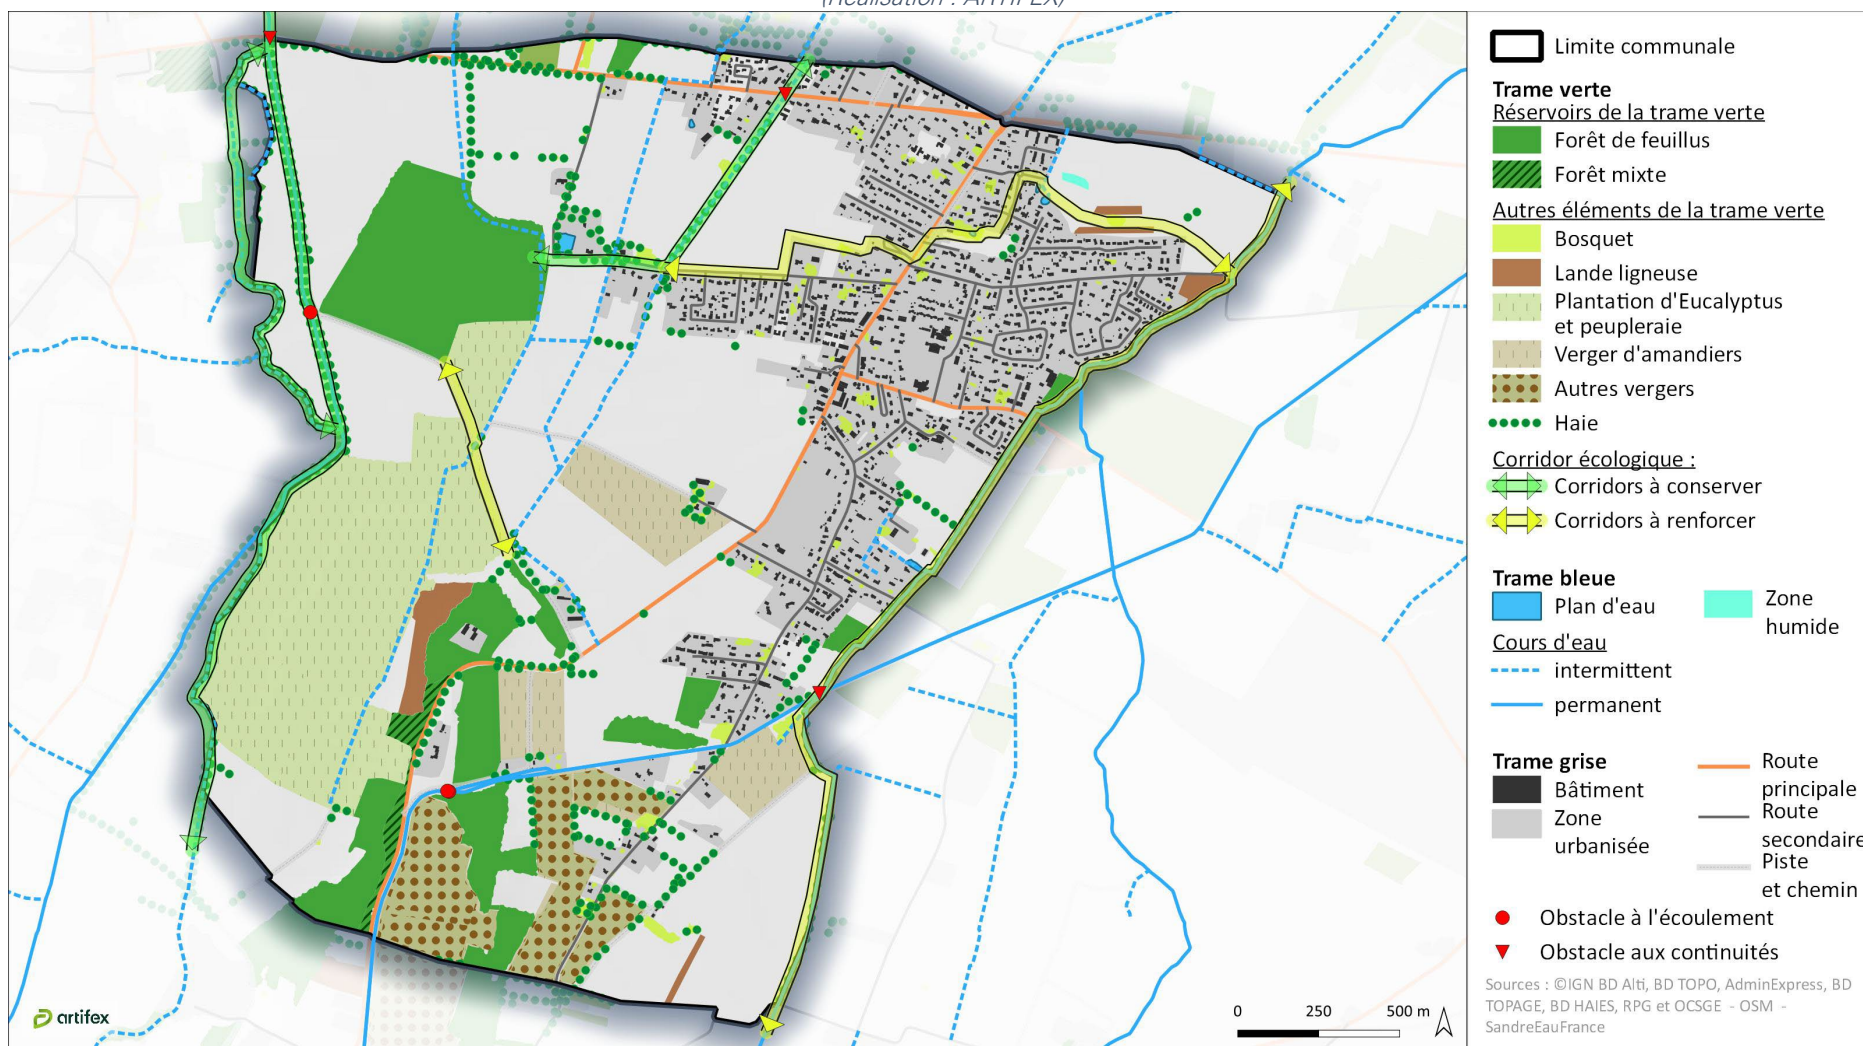 (Réalisation : ARTIFEX)
Limite communale
Trame verte
Réservoirs de la trame verte
Forêt de feuillus
Forêt mixte
Autres éléments de la trame verte
Bosquet
Lande ligneuse
Plantation d'Eucalyptus
et peupleraie
Verger d'amandiers
Autres vergers
Haie
Corridor écologique :
Corridors à conserver
Corridors à renforcer
Trame bleue
Plan d'eau
Zone
humide
Cours d'eau
intermittent
permanent
Trame grise
Bâtiment
Zone
urbanisée
Route
principale
Route
secondaire
Piste
et chemin
Obstacle à l'écoulement
Obstacle aux continuités
Sources : ©IGN BD Alti, BD TOPO, AdminExpress, BD
TOPAGE, BD HAIES, RPG et OCSGE - OSM -
SandreEauFrance
0 250 500 m
artifex